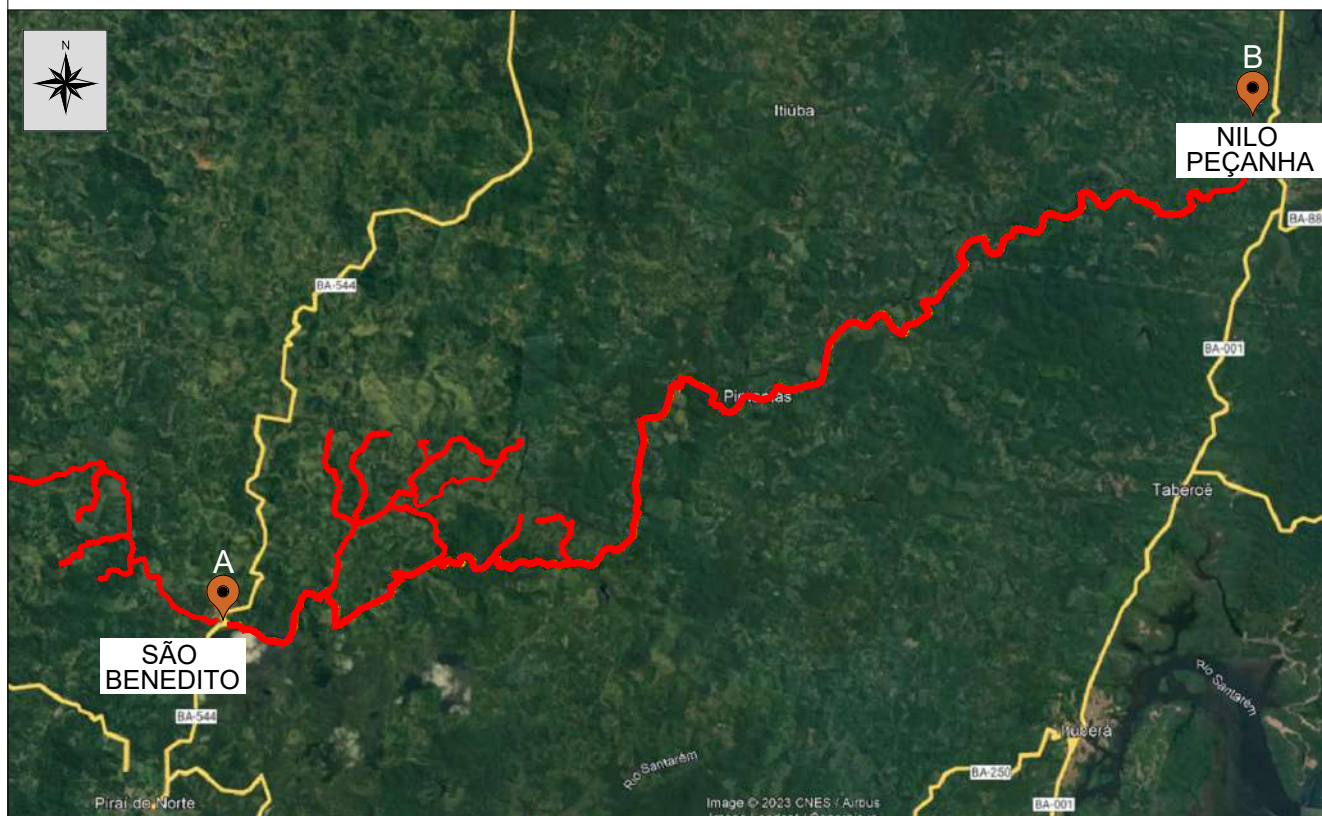 N
B
Itiúba
NILO
PEÇANHA
BA-88
BA-544
BA-001
Taberoê
A
SÃO
BENEDITO
Rio Santarém
BA-544
Ituberá
Rio Santarém
BA-250
Piraí do Norte
Image © 2023 CNES / Airbus
BA-001